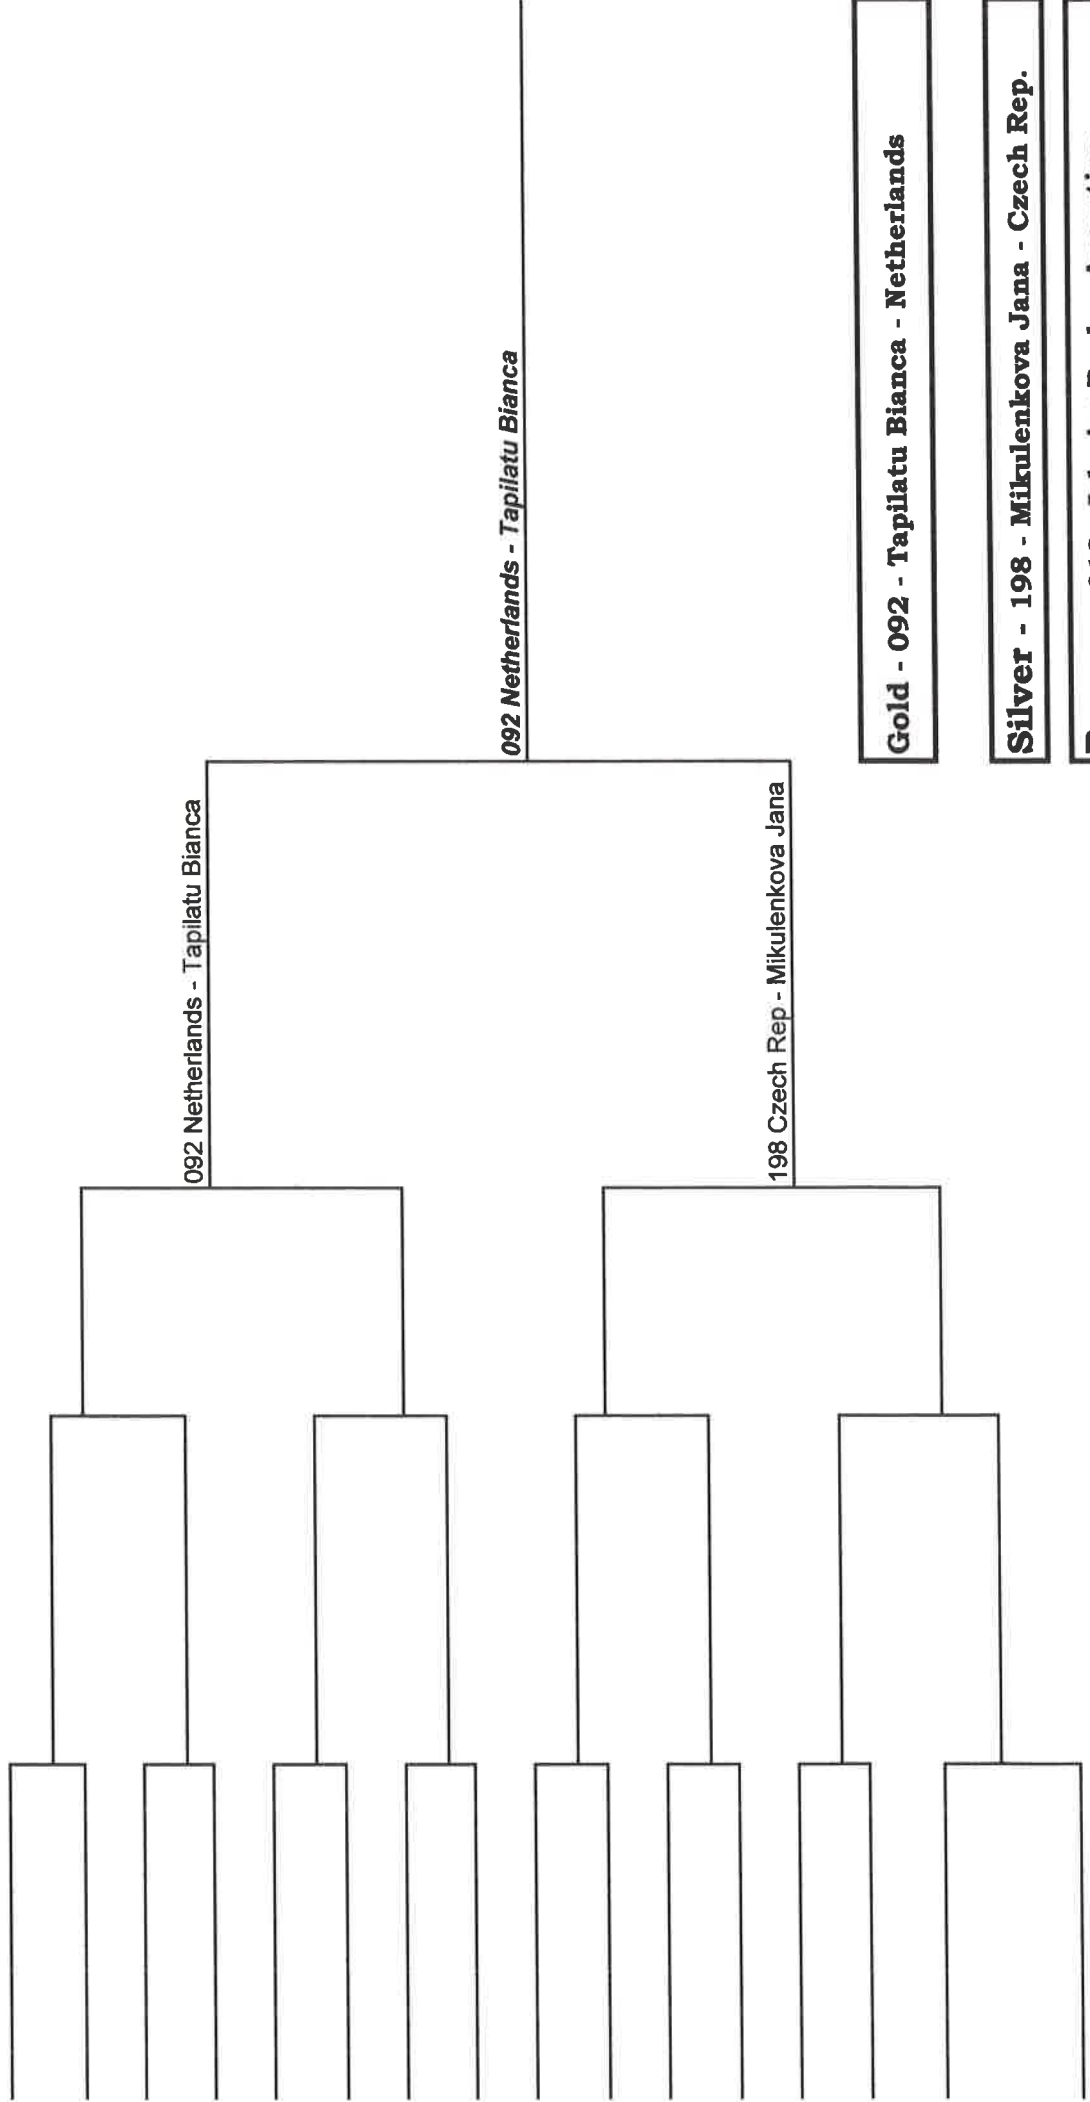 092 Netherlands - Tapilatu Bianca
198 Czech Rep - Mikulenkova Jana
092 Netherlands - Tapilatu Bianca
Gold - 092 - Tapilatu Bianca - Netherlands
Silver - 198 - Mikulenkova Jana - Czech Rep.